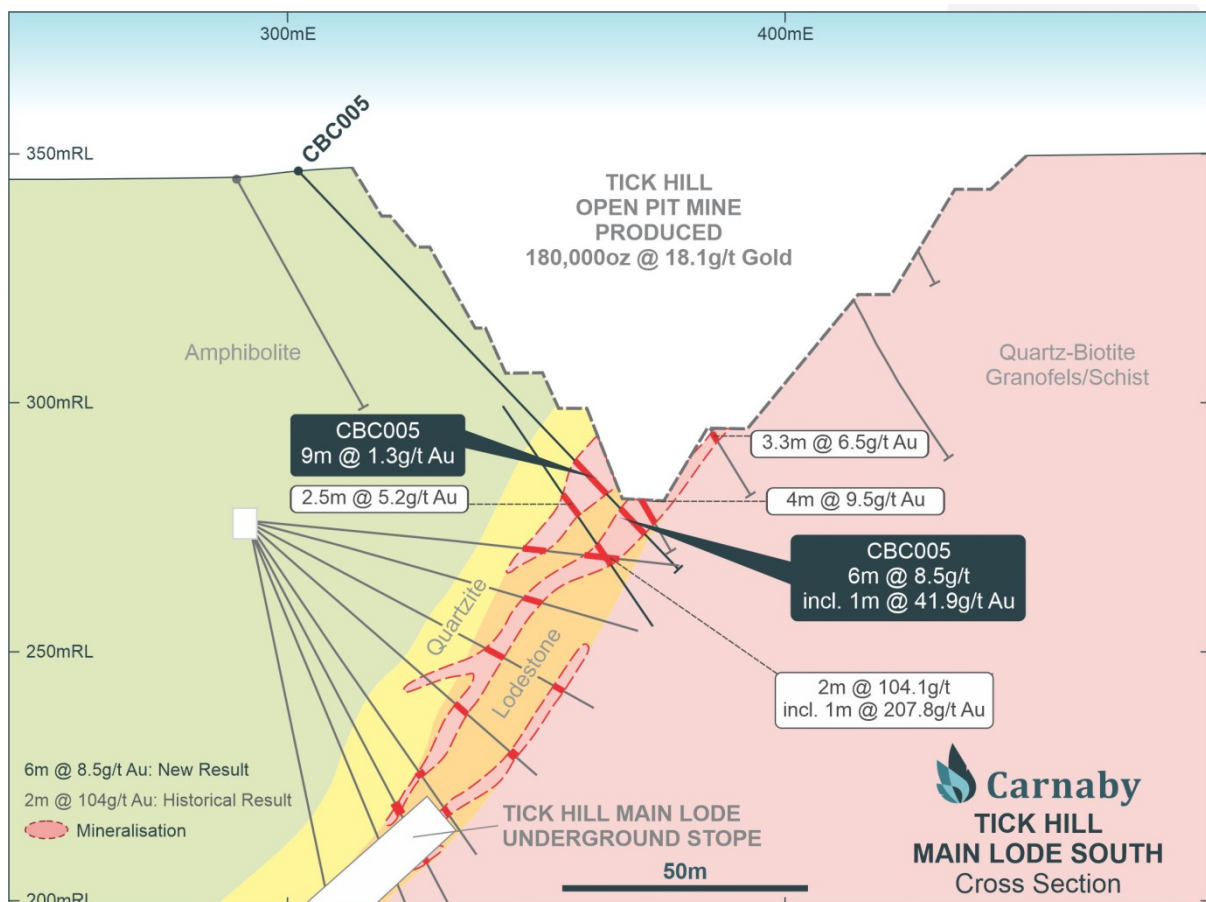 300mE
400mE
CBC005
350mRL
TICK HILL
OPEN PIT MINE
PRODUCED
180,000oz @ 18.1g/t Gold
Amphibolite
Quartz-Biotite
Granofels/Schist
300mRL
CBC005
9m @ 1.3g/t Au
3.3m @ 6.5g/t Au
2.5m @ 5.2g/t Au
4m @ 9.5g/t Au
CBC005
6m @ 8.5g/t
incl. 1m @ 41.9g/t Au
Quartzite
Lodestone
250mRL
2m @ 104.1g/t
incl. 1m @ 207.8g/t Au
6m @ 8.5g/t Au: New Result
2m @ 104g/t Au: Historical Result
Mineralisation
TICK HILL MAIN LODE
UNDERGROUND STOPE
Carnaby
TICK HILL
MAIN LODE SOUTH
Cross Section
50m
200mRL